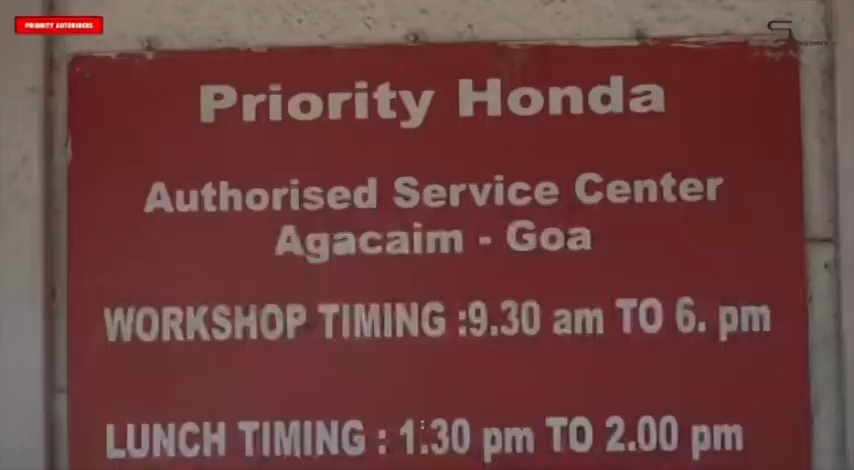 PRIORITY AUTORIDERS
Priority Honda
Authorised Service Center
Agacaim - Goa
WORKSHOP TIMING :9.30 am TO 6. pm
LUNCH TIMING : 1.30 pm TO 2.00 pm